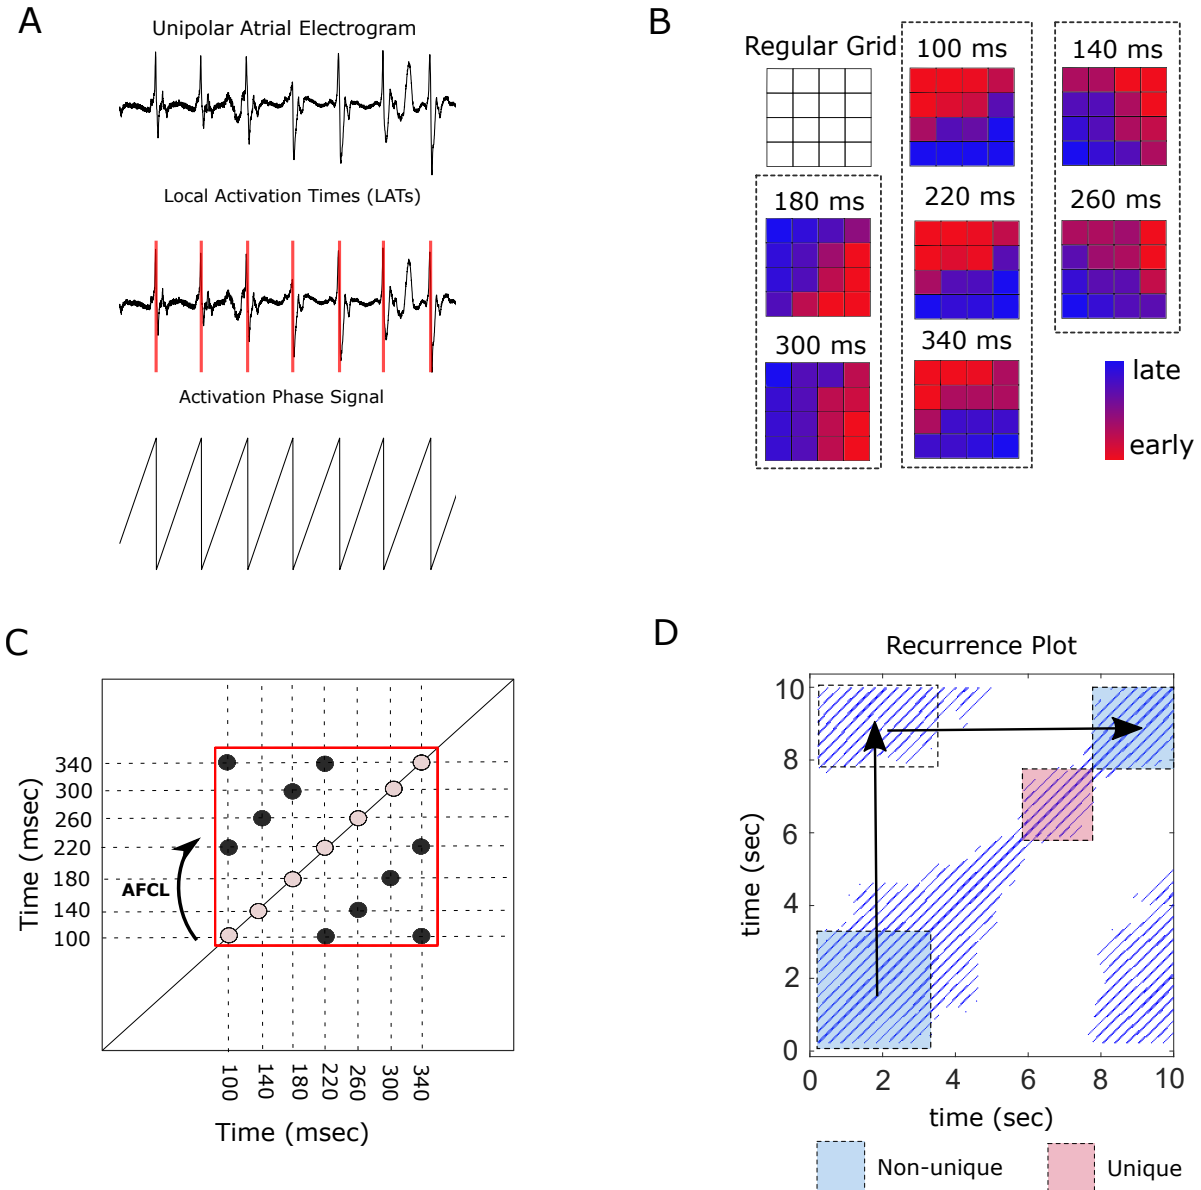 A
Unipolar Atrial Electrogram
Local Activation Times (LATs)
Activation Phase Signal
B
Regular Grid
100 ms
140 ms
180 ms
220 ms
260 ms
300 ms
340 ms
late
early
C
Time (msec)
340
300
260
220
180
140
100
AFCL
100
140
180
220
260
300
340
Time (msec)
D
Recurrence Plot
time (sec)
10
8
6
4
2
0
0
2
4
6
8
10
time (sec)
Non-unique
Unique